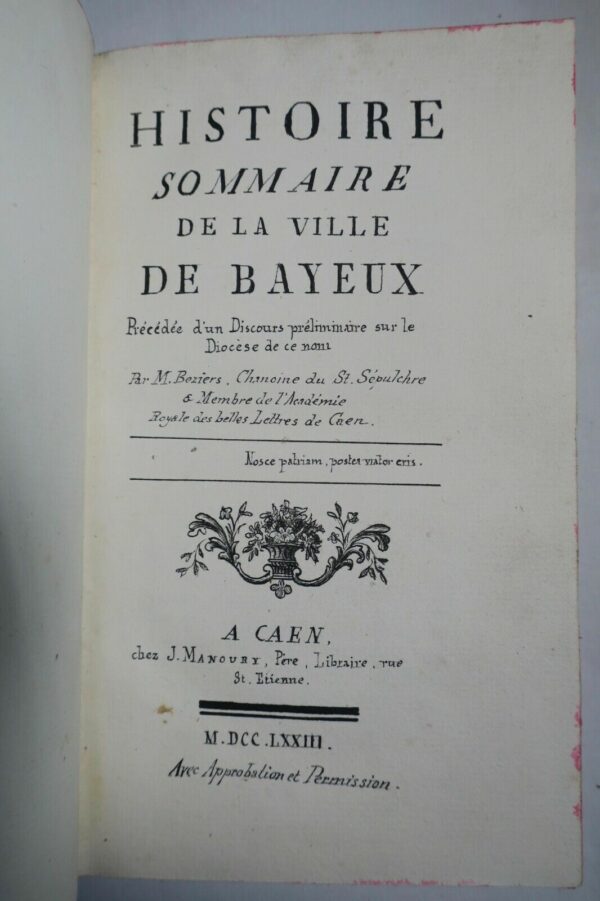 HISTOIRE
SOMMAIRE
DE LA VILLE
DE BAYEUX
Précédée d'un Discours préliminaire sur le
Diocèse de ce nom
Par M. Beziers, Chanoine du St. Sépulchre
& Membre de l'Académie
Royale des belles Lettres de Caen.
Nosce patriam, postea viator eris.
A CAEN,
chez J. MANOURY, Père, Libraire, rue
St. Etienne.
M.DCC.LXXIII.
Avec Approbation et Permission.